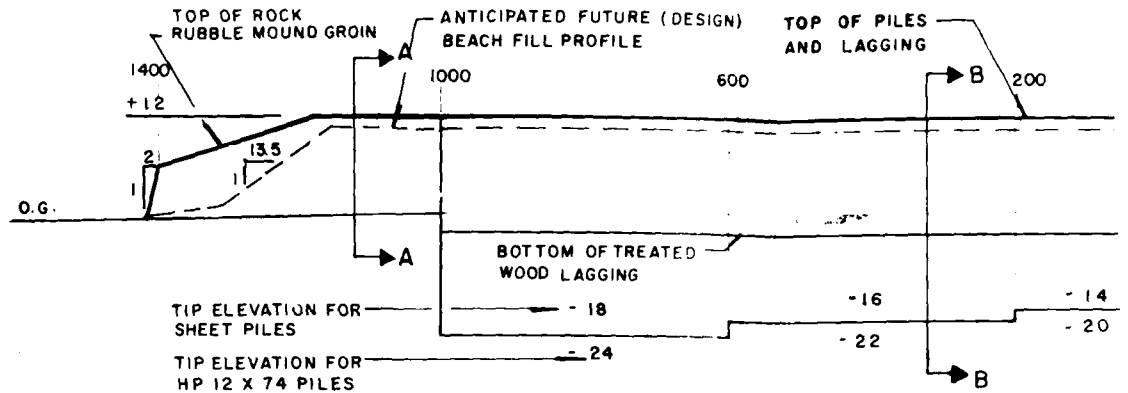 TOP OF ROCK
RUBBLE MOUND GROIN
ANTICIPATED FUTURE (DESIGN)
BEACH FILL PROFILE
TOP OF PILES
AND LAGGING
A
B
1400
1000
600
200
+12
2
1
13.5
1
O.G.
A
BOTTOM OF TREATED
WOOD LAGGING
TIP ELEVATION FOR
SHEET PILES
- 18
-16
- 14
- 22
- 20
TIP ELEVATION FOR
HP 12 X 74 PILES
- 24
B